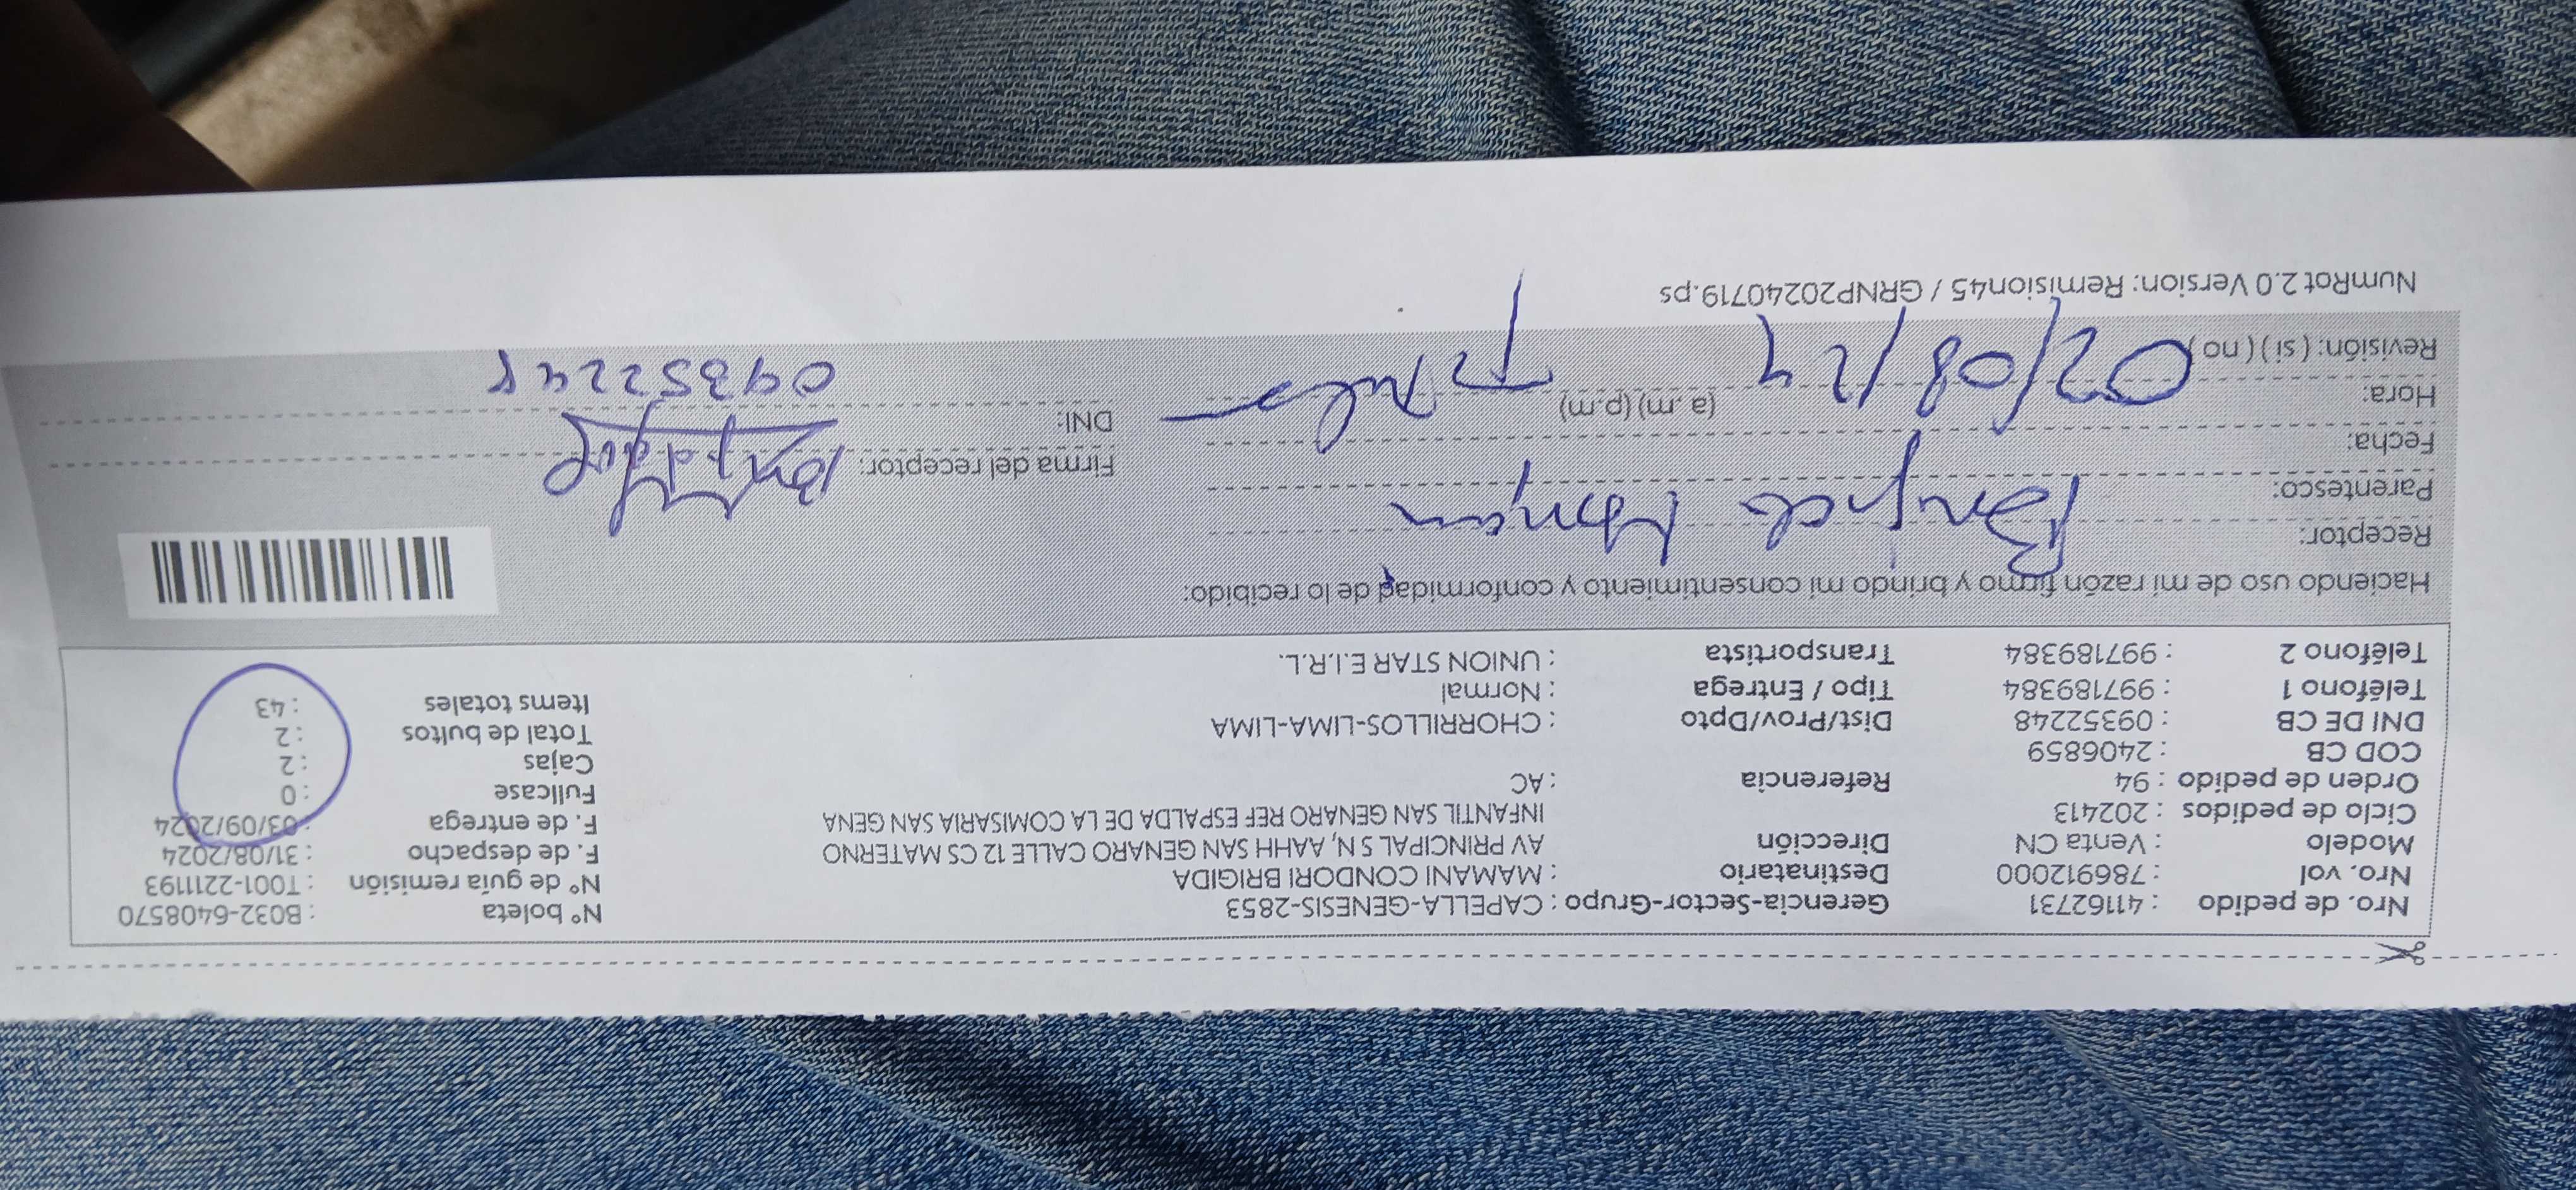 Nro. de pedido : 41162731 Gerencia-Sector-Grupo : CAPELLA-GENESIS-2853 N° boleta : B032-6408570
Nro. vol : 786912000 Destinatario : MAMANI CONDORI BRIGIDA N° de guía remisión : T001-2211193
Modelo : Venta CN Dirección AV PRINCIPAL S N, AAHH SAN GENARO CALLE 12 CS MATERNO F. de despacho : 31/08/2024
Ciclo de pedidos : 202413 INFANTIL SAN GENARO REF ESPALDA DE LA COMISARIA SAN GENA F. de entrega : 03/09/2024
Orden de pedido : 94 Referencia : AC Fullcase : 0
COD CB : 2406859 Cajas : 2
DNI DE CB : 09352248 Dist/Prov/Dpto : CHORRILLOS-LIMA-LIMA Total de bultos : 2
Teléfono 1 : 997189384 Tipo / Entrega : Normal Items totales : 43
Teléfono 2 : 997189384 Transportista : UNION STAR E.I.R.L.
Haciendo uso de mi razón firmo y brindo mi consentimiento y conformidad de lo recibido:
Receptor: Brigida Mamani
Parentesco: Firma del receptor:
Fecha: DNI: 09352248
Hora: 02/08/24 (a. m) (p.m)
Revisión: ( si ) ( no )
NumRot 2.0 Version: Remision45 / GRNP20240719.ps